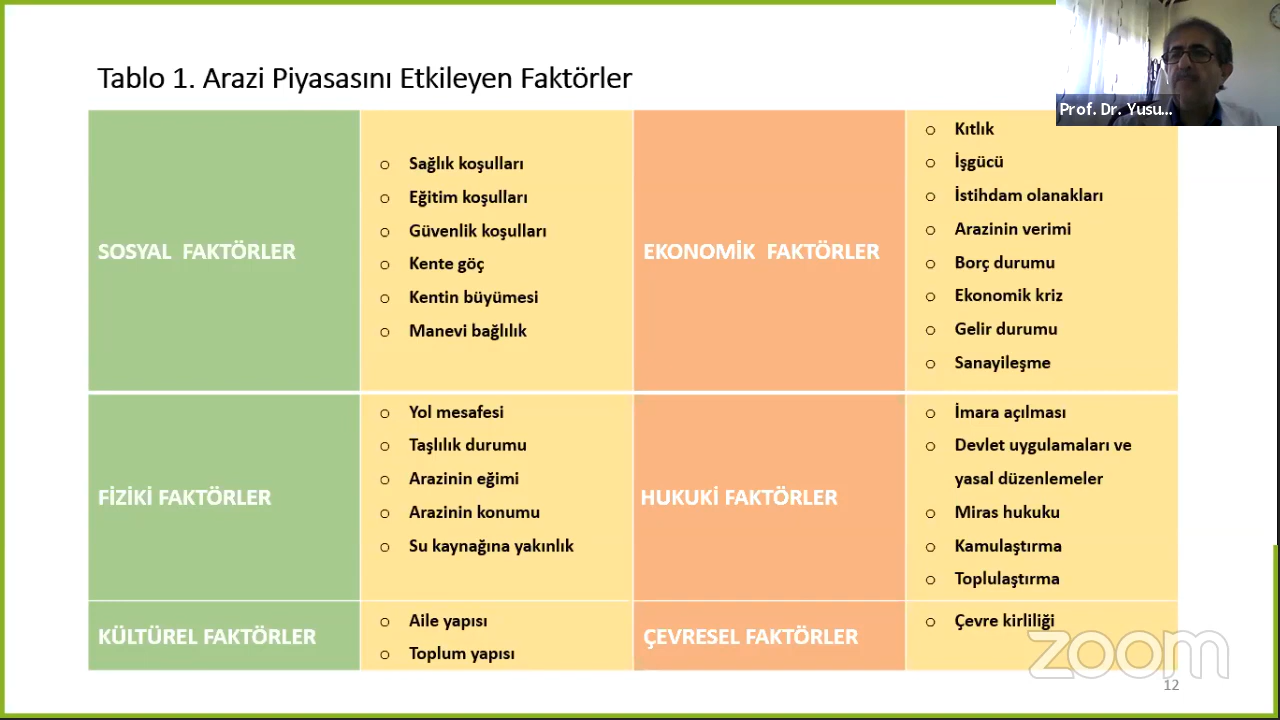 Tablo 1. Arazi Piyasasını Etkileyen Faktörler
Prof. Dr. Yusu...
SOSYAL FAKTÖRLER
o Sağlık koşulları
o Eğitim koşulları
o Güvenlik koşulları
o Kente göç
o Kentin büyümesi
o Manevi bağlılık
EKONOMİK FAKTÖRLER
o Kıtlık
o İşgücü
o İstihdam olanakları
o Arazinin verimi
o Borç durumu
o Ekonomik kriz
o Gelir durumu
o Sanayileşme
FİZİKİ FAKTÖRLER
o Yol mesafesi
o Taşlılık durumu
o Arazinin eğimi
o Arazinin konumu
o Su kaynağına yakınlık
HUKUKİ FAKTÖRLER
o İmara açılması
o Devlet uygulamaları ve
yasal düzenlemeler
o Miras hukuku
o Kamulaştırma
o Toplulaştırma
KÜLTÜREL FAKTÖRLER
o Aile yapısı
o Toplum yapısı
ÇEVRESEL FAKTÖRLER
o Çevre kirliliği
zoom
12